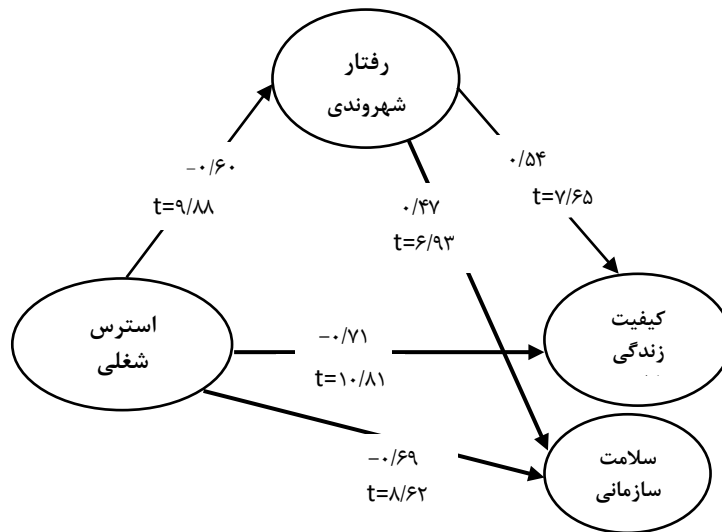 رفتار
شهروندی
-۰/۶۰
t=۹/۸۸
۰/۵۴
t=۷/۶۵
۰/۴۷
t=۶/۹۳
استرس
شغلی
کیفیت
زندگی
-۰/۷۱
t=۱۰/۸۱
-۰/۶۹
t=۸/۶۲
سلامت
سازمانی